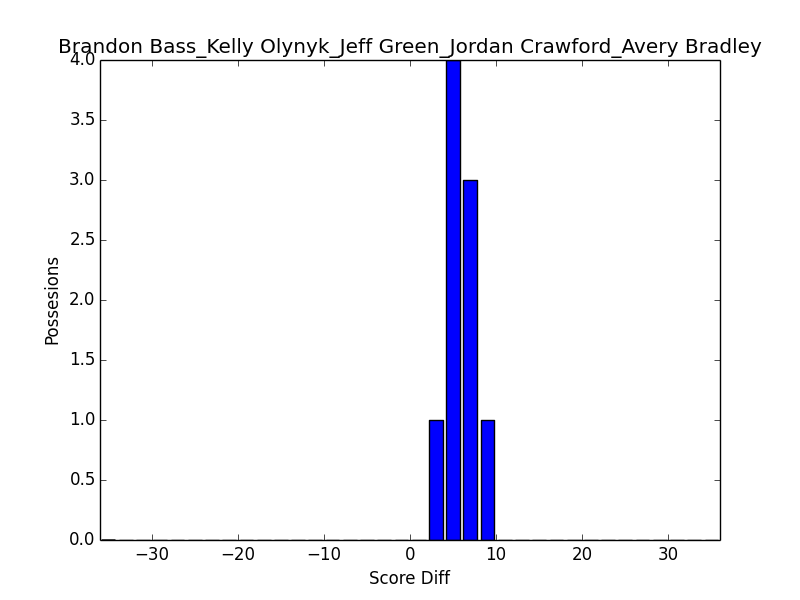 Brandon Bass_Kelly Olynyk_Jeff Green_Jordan Crawford_Avery Bradley
4.0
3.5
3.0
2.5
2.0
1.5
1.0
0.5
0.0
Possesions
−30 −20 −10 0 10 20 30
Score Diff